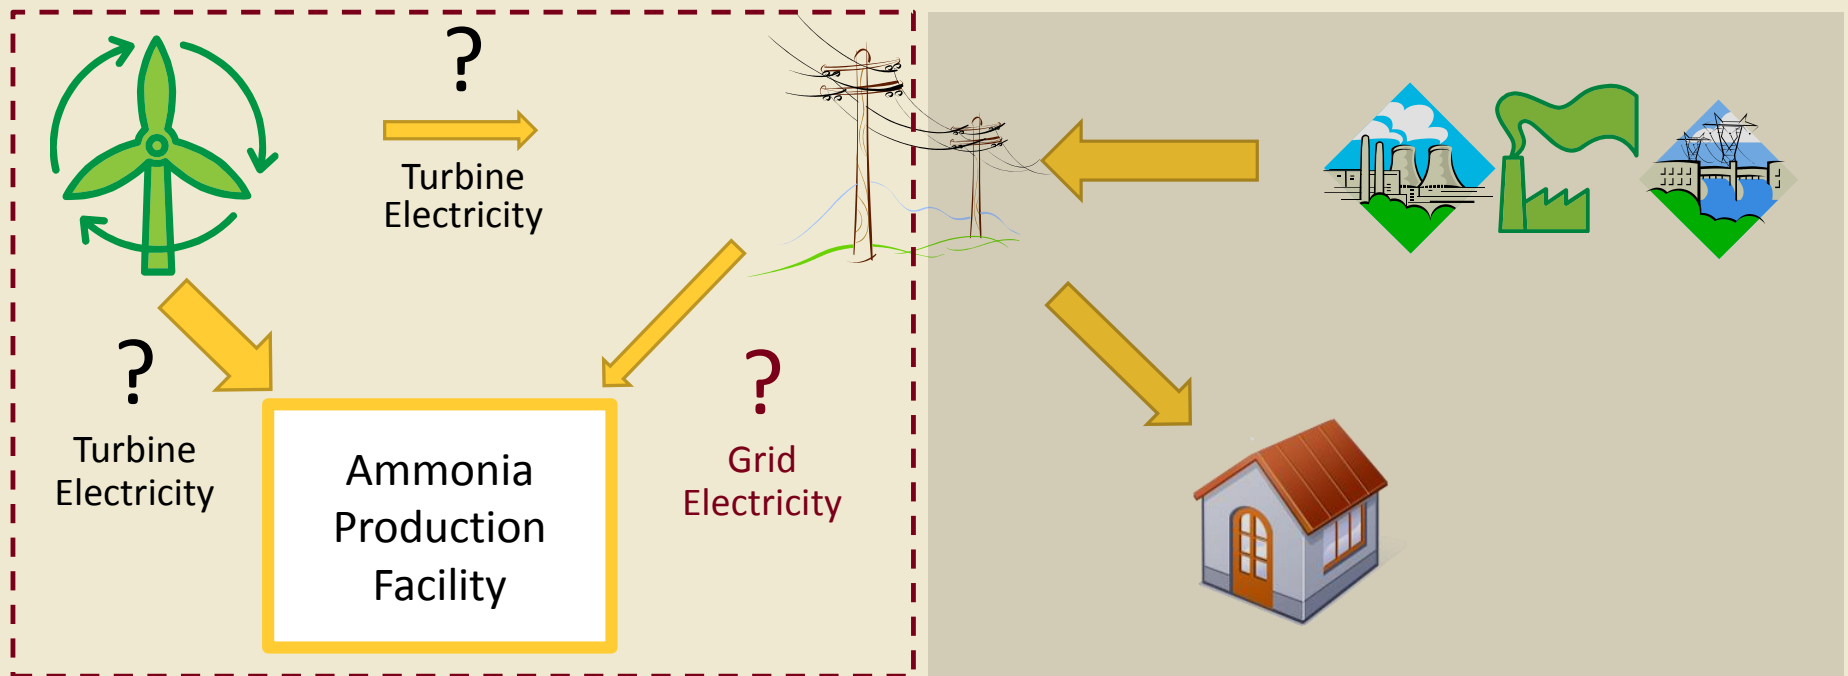 ?
Turbine
Electricity
?
Turbine
Electricity
Ammonia
Production
Facility
?
Grid
Electricity